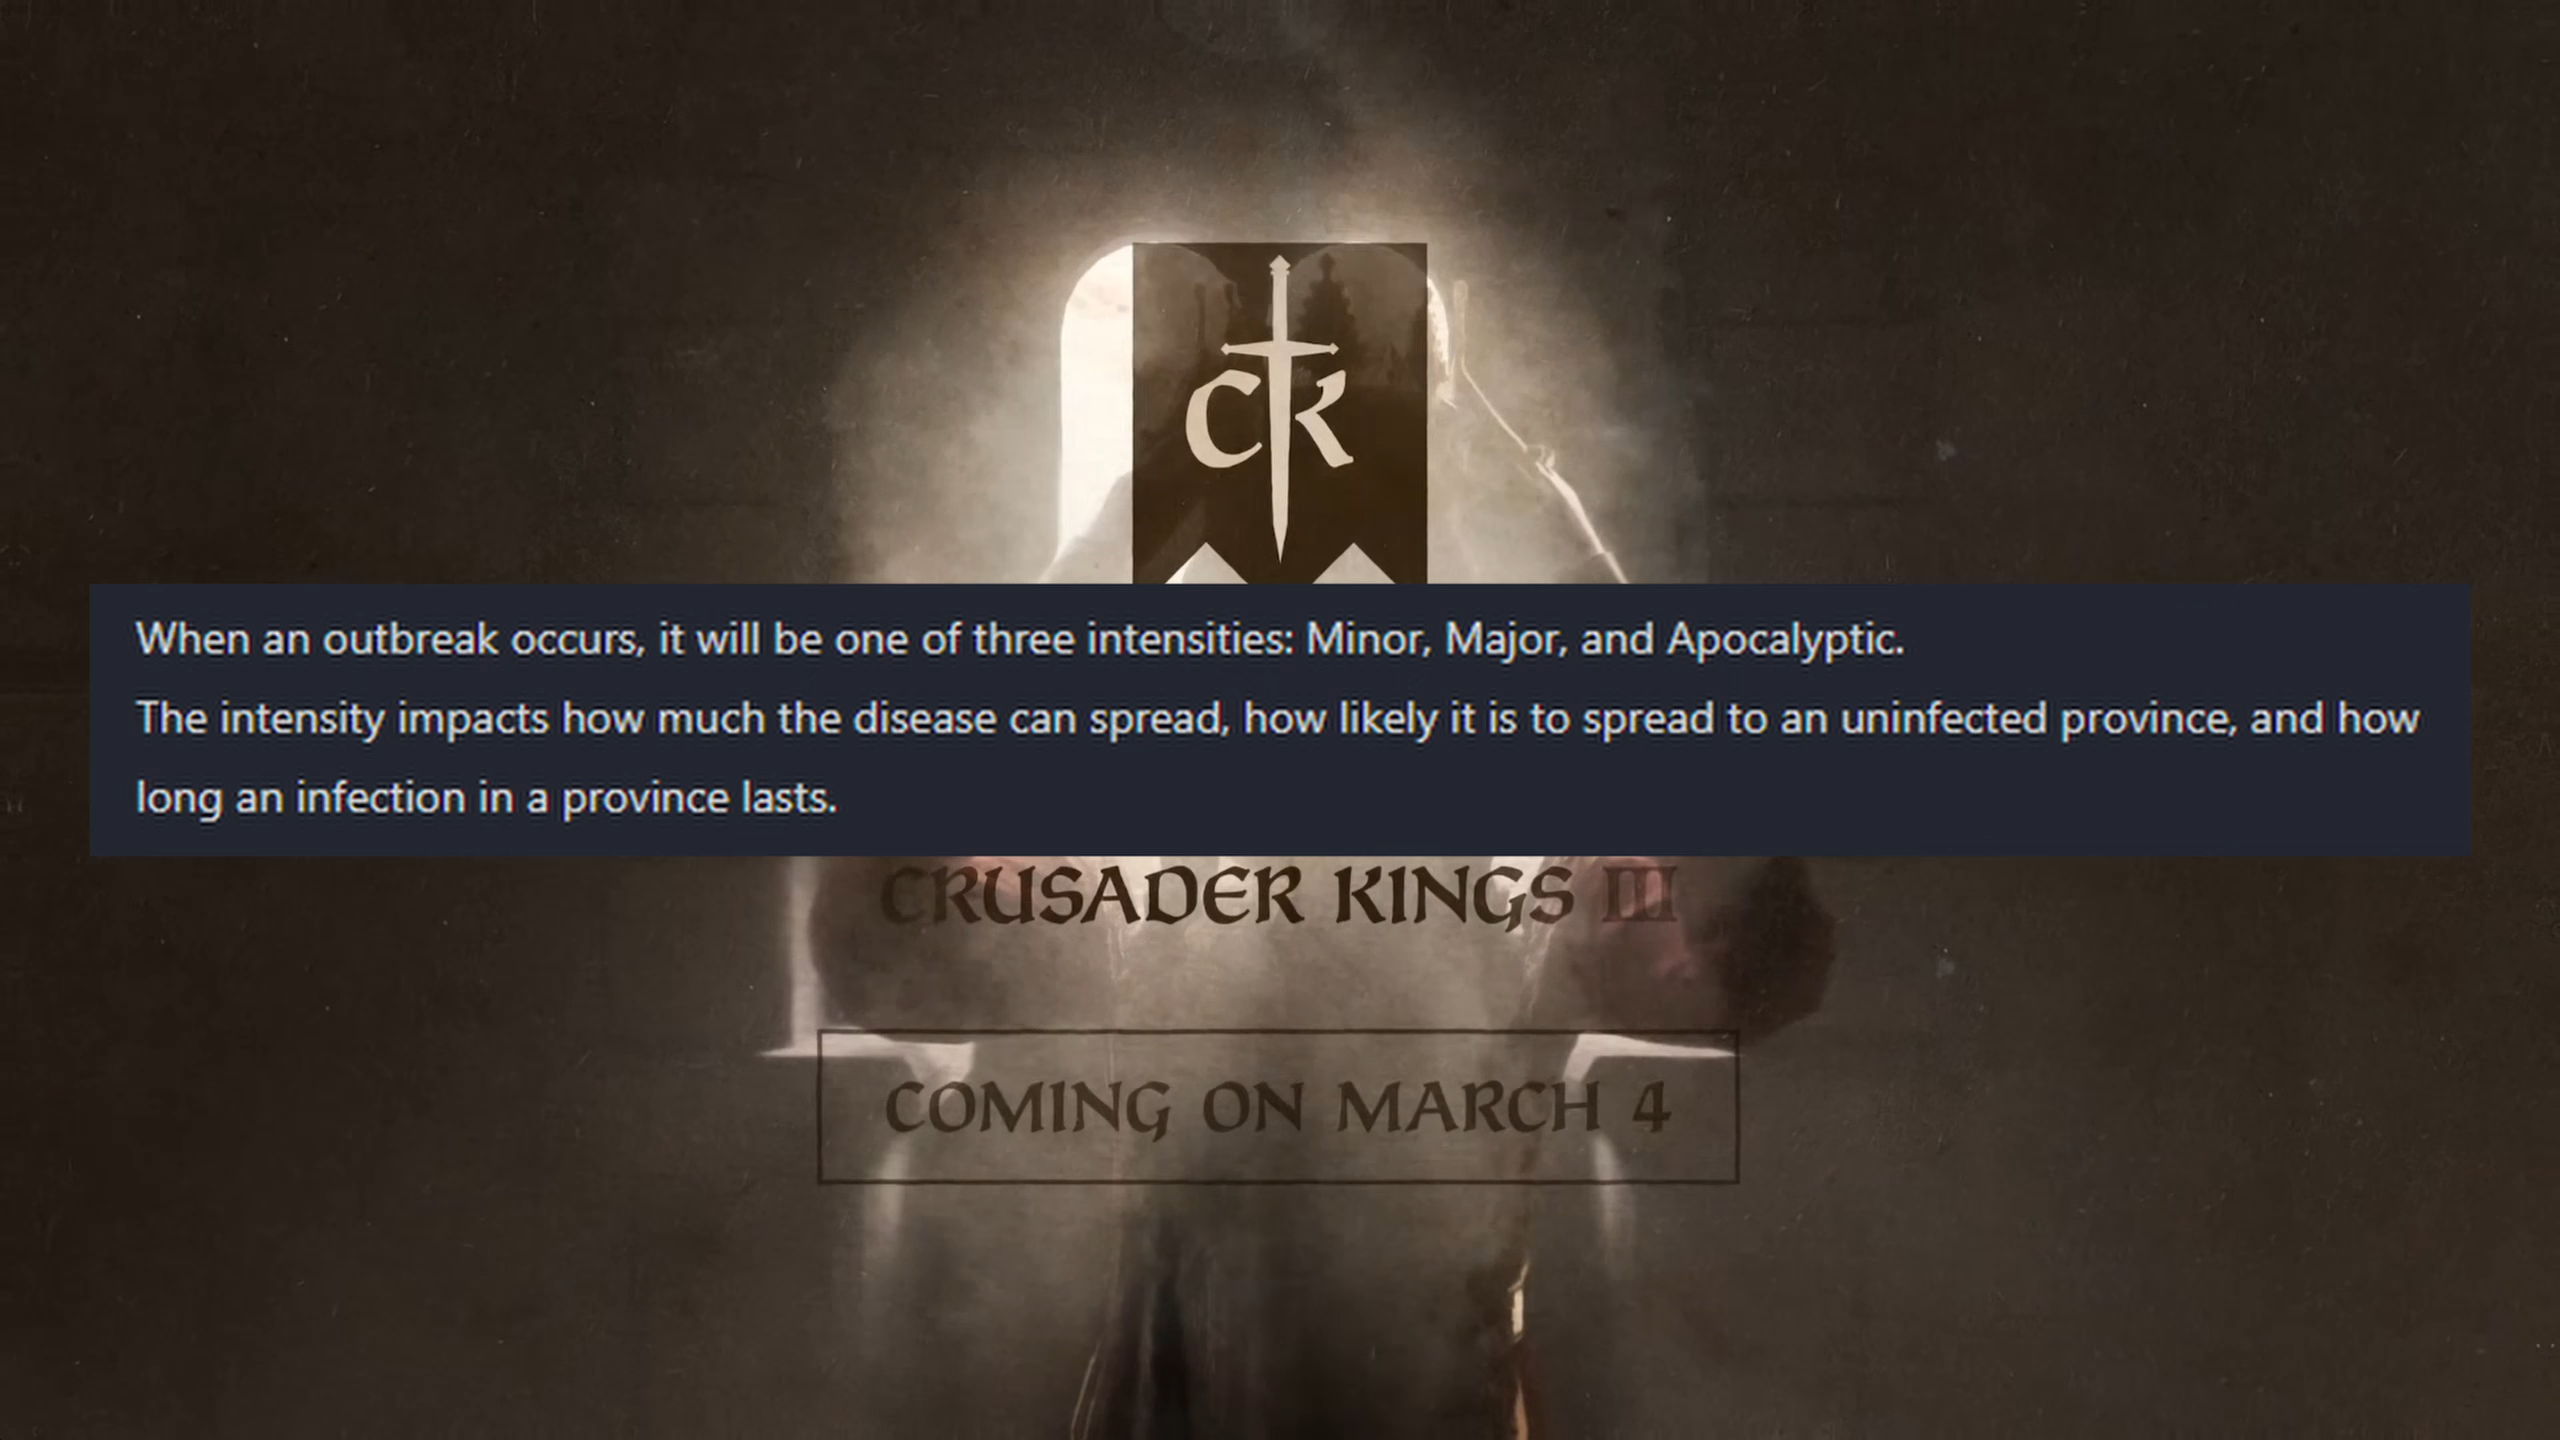 CK
When an outbreak occurs, it will be one of three intensities: Minor, Major, and Apocalyptic.
The intensity impacts how much the disease can spread, how likely it is to spread to an uninfected province, and how
long an infection in a province lasts.
CRUSADER KINGS III
COMING ON MARCH 4